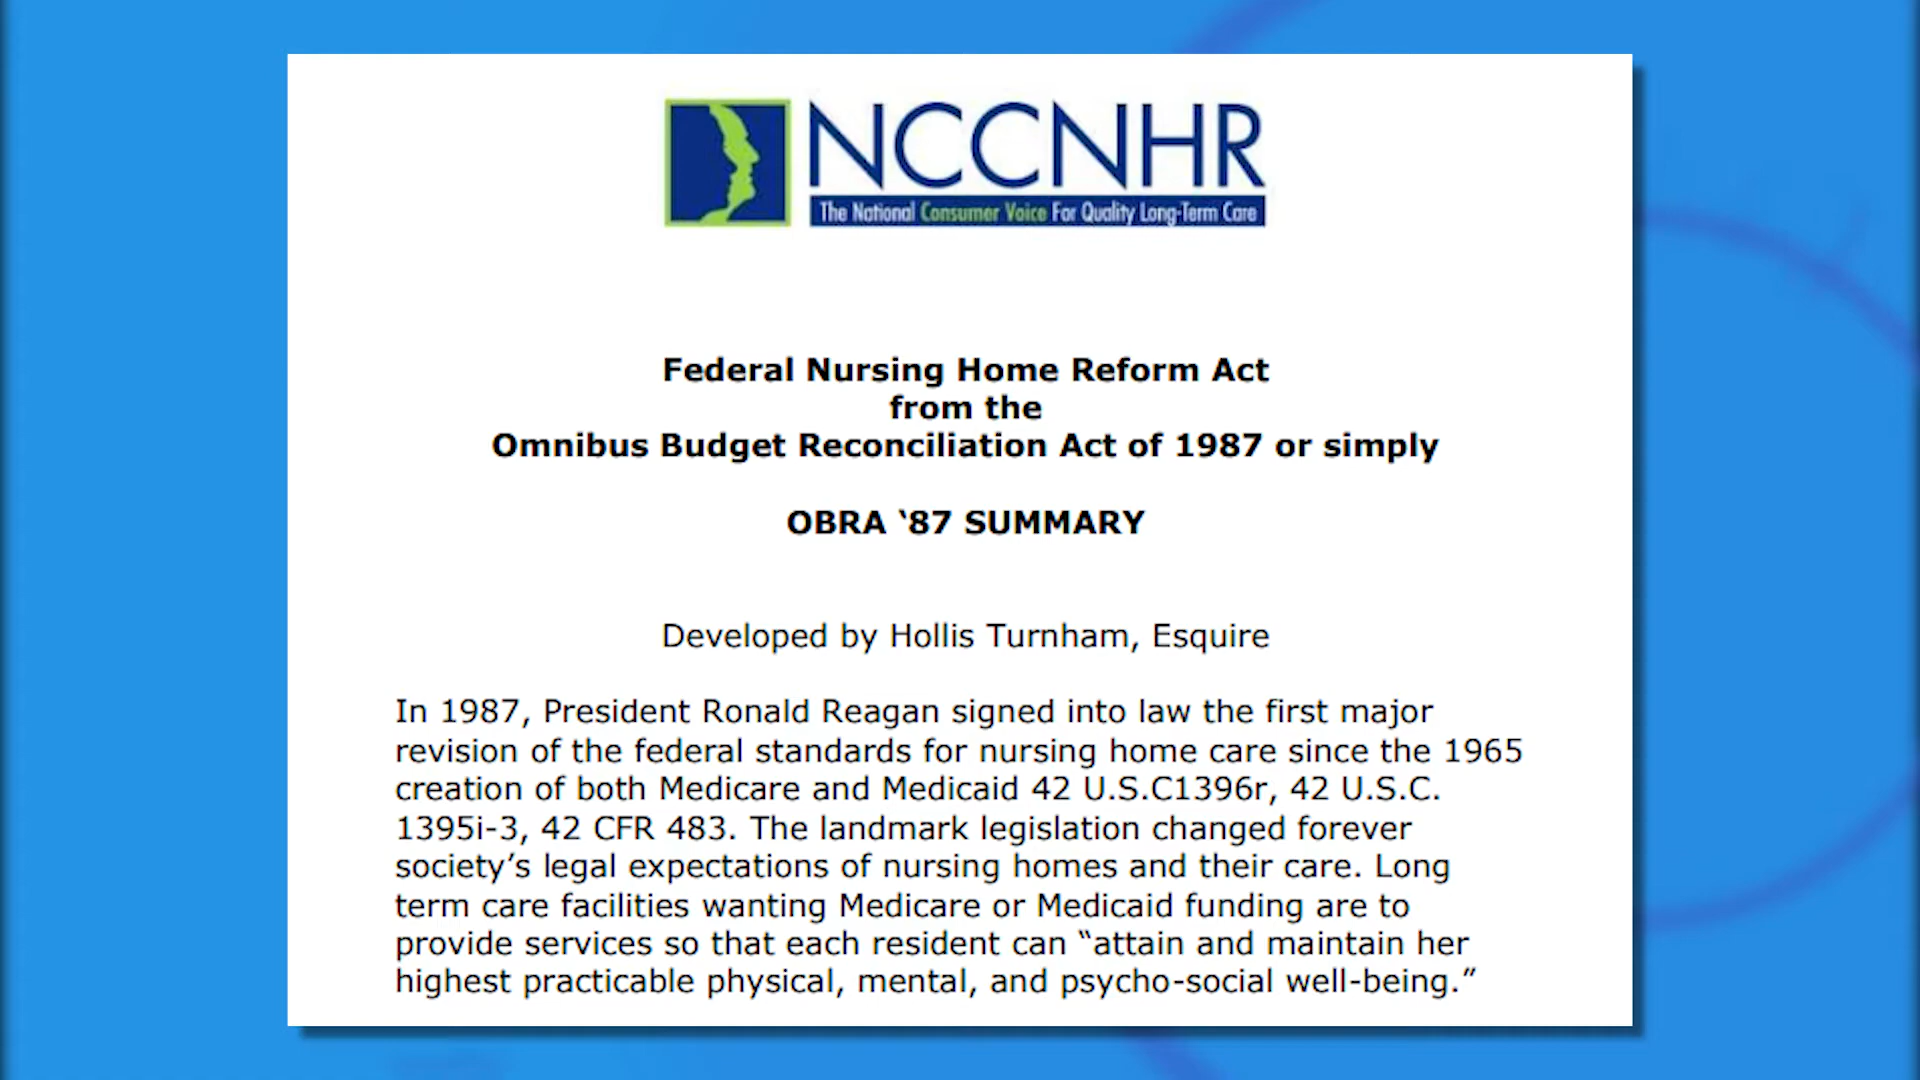 NCCNHR
The National Consumer Voice For Quality Long-Term Care
Federal Nursing Home Reform Act
from the
Omnibus Budget Reconciliation Act of 1987 or simply
OBRA ‘87 SUMMARY
Developed by Hollis Turnham, Esquire
In 1987, President Ronald Reagan signed into law the first major
revision of the federal standards for nursing home care since the 1965
creation of both Medicare and Medicaid 42 U.S.C1396r, 42 U.S.C.
1395i-3, 42 CFR 483. The landmark legislation changed forever
society’s legal expectations of nursing homes and their care. Long
term care facilities wanting Medicare or Medicaid funding are to
provide services so that each resident can “attain and maintain her
highest practicable physical, mental, and psycho-social well-being.”